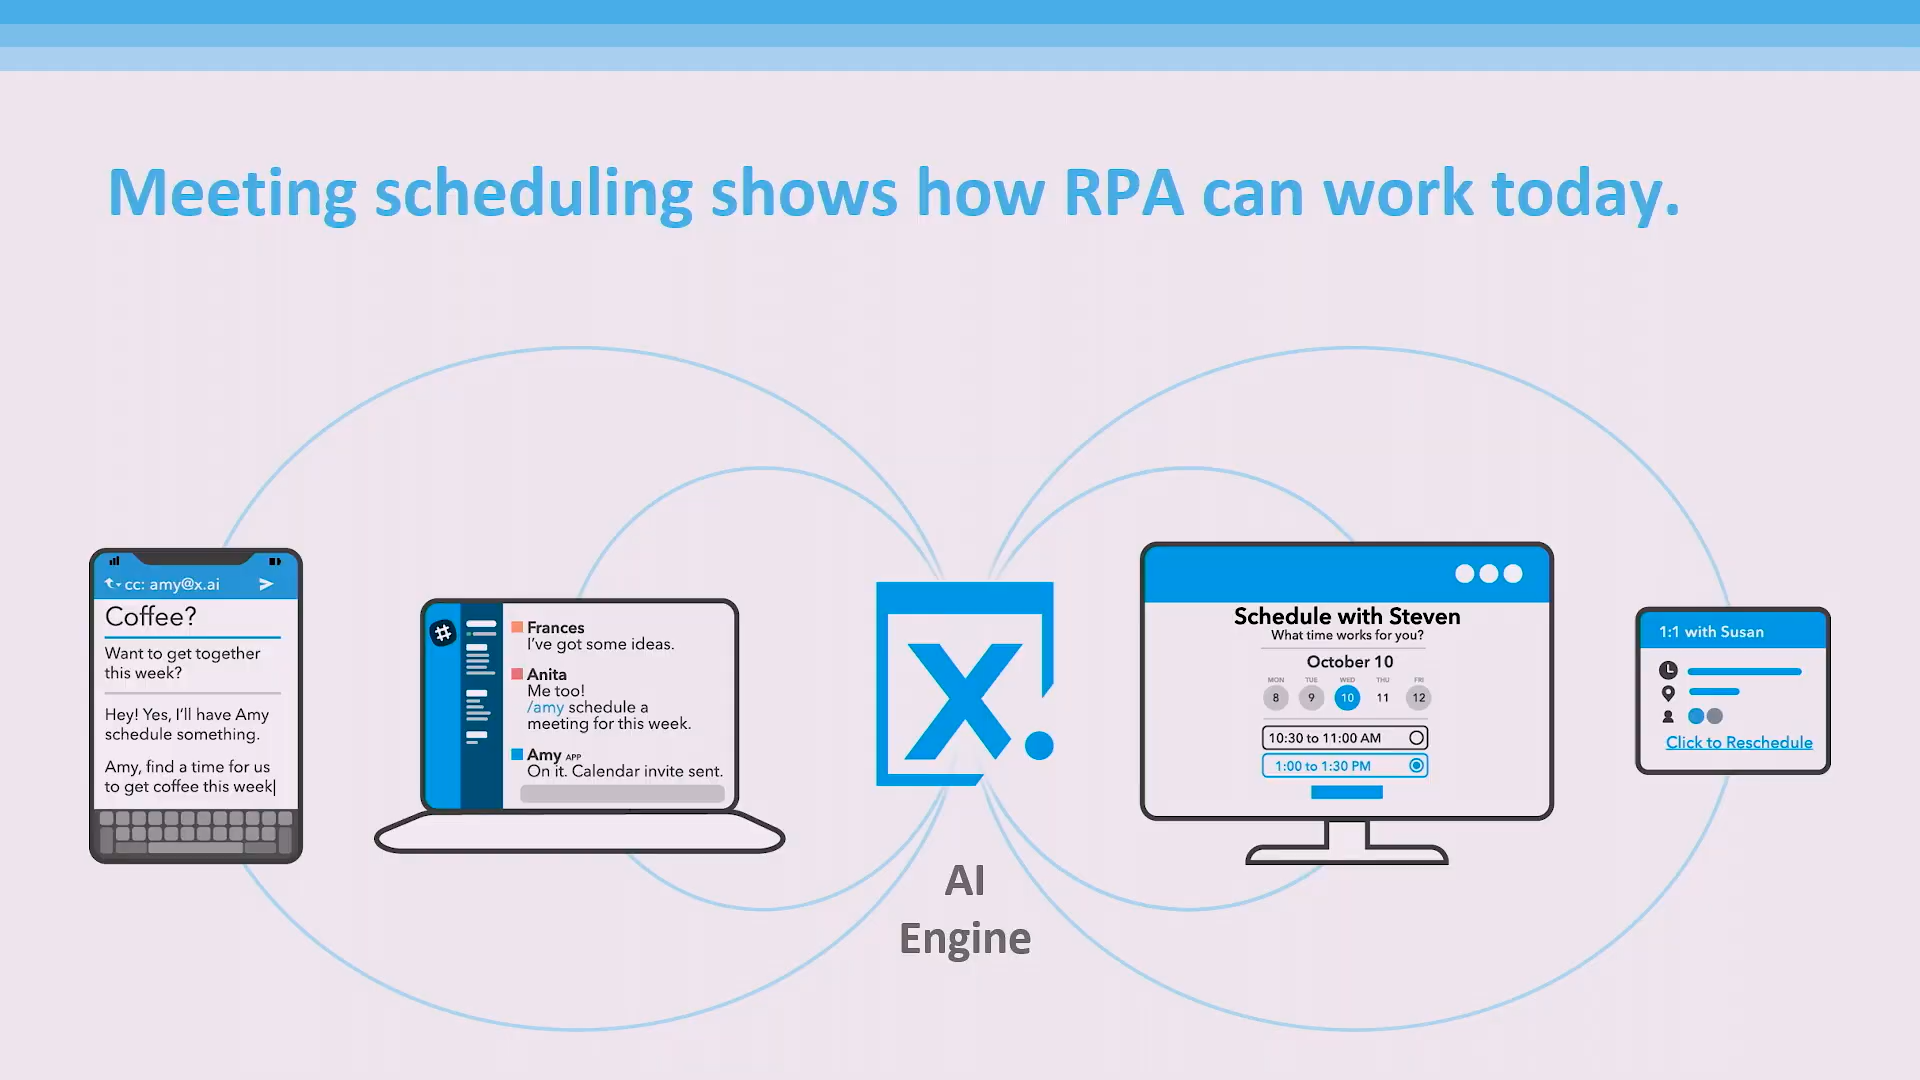 Meeting scheduling shows how RPA can work today.
cc: amy@x.ai
Coffee?
Want to get together
this week?
Hey! Yes, I'll have Amy
schedule something.
Amy, find a time for us
to get coffee this week
Frances
I've got some ideas.
Anita
Me too!
/amy schedule a
meeting for this week.
Amy APP
On it. Calendar invite sent.
x.
AI
Engine
Schedule with Steven
What time works for you?
October 10
MON TUE WED THU FRI
8 9 10 11 12
10:30 to 11:00 AM
1:00 to 1:30 PM
1:1 with Susan
Click to Reschedule